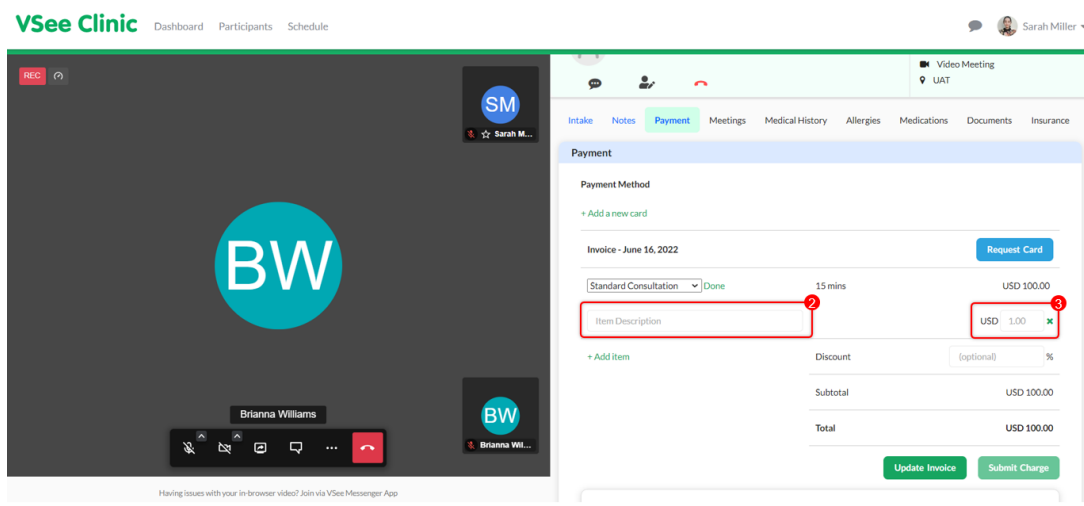 VSee Clinic Dashboard Participants Schedule Sarah Miller
REC
SM
Sarah M...
BW
Brianna Williams
BW
Brianna Wil...
Having issues with your in-browser video? Join via VSee Messenger App
Video Meeting
UAT
Intake Notes Payment Meetings Medical History Allergies Medications Documents Insurance
Payment
Payment Method
+ Add a new card
Invoice - June 16, 2022 Request Card
Standard Consultation Done 15 mins USD 100.00
2 3
Item Description USD 1.00 ×
+ Add item Discount (optional) %
Subtotal USD 100.00
Total USD 100.00
Update Invoice Submit Charge